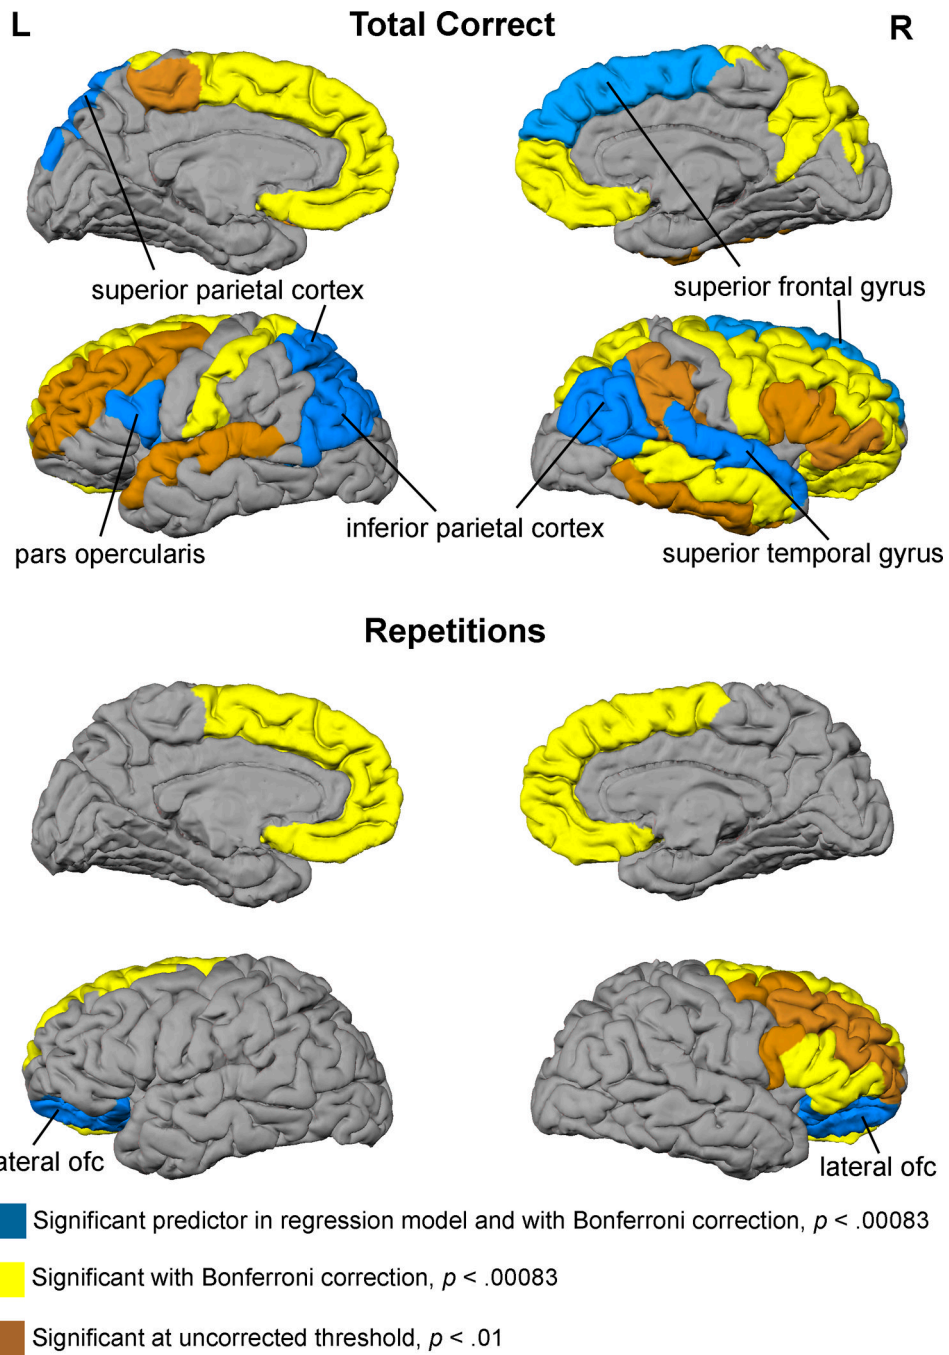 L
Total Correct
R
superior parietal cortex
superior frontal gyrus
pars opercularis
inferior parietal cortex
superior temporal gyrus
Repetitions
ateral ofc
lateral ofc
Significant predictor in regression model and with Bonferroni correction, p < .00083
Significant with Bonferroni correction, p < .00083
Significant at uncorrected threshold, p < .01